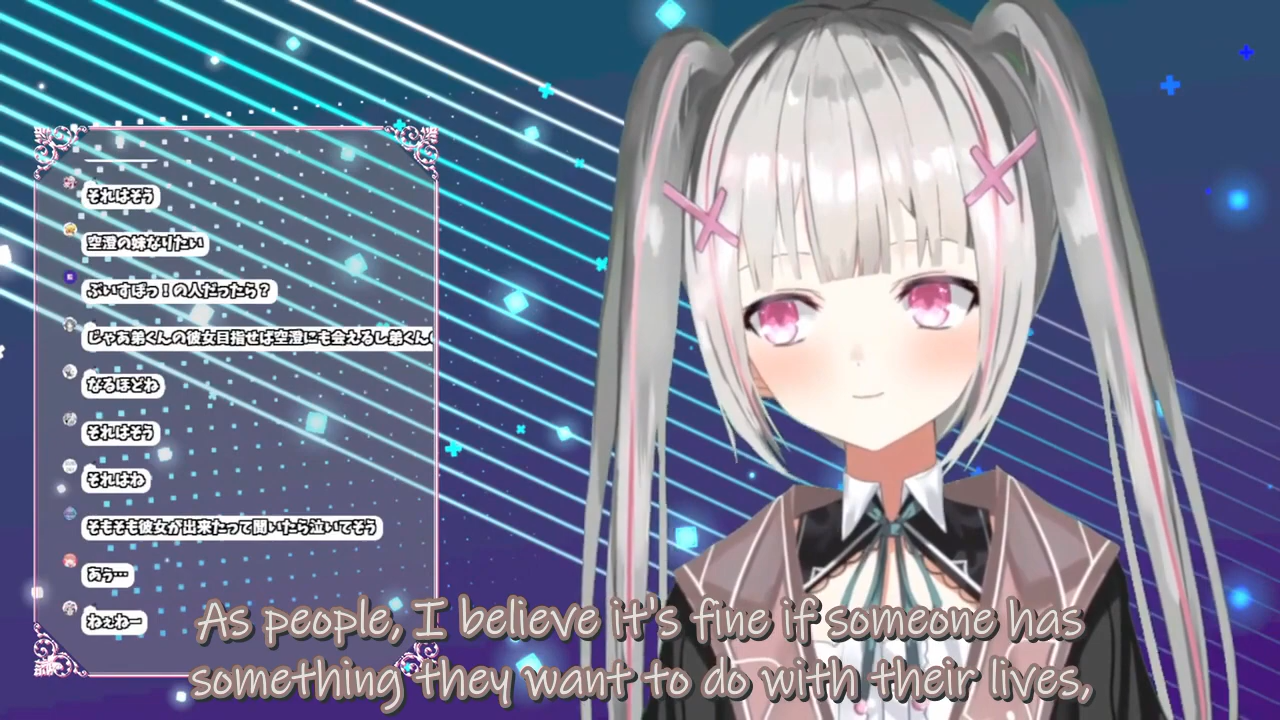 それはそう
空澄の妹なりたい
ぶいすぽっ！の人だったら？
じゃあ弟くんの彼女目指せば空澄にも会えるし弟くん
なるほどね
それはそう
それはね
そもそも彼女が出来たって聞いたら泣いてそう
あぅ…
ねぇねー
As people, I believe it's fine if someone has
something they want to do with their lives,